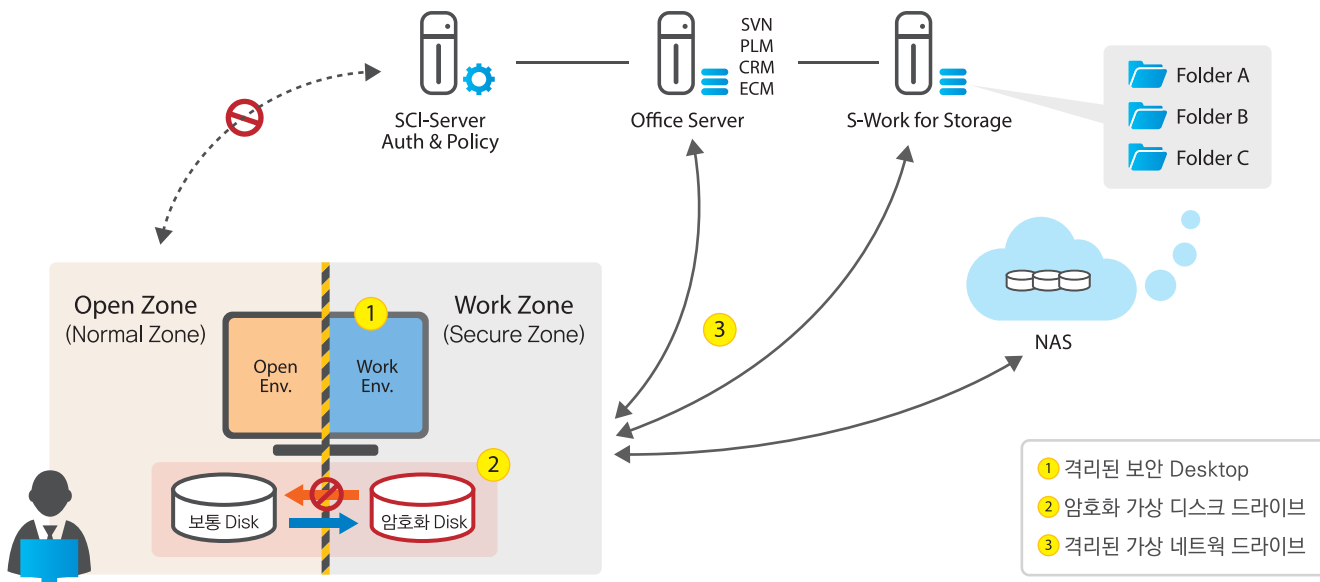 SVN
PLM
CRM
ECM
SCI-Server
Auth & Policy
Office Server
S-Work for Storage
Folder A
Folder B
Folder C
Open Zone
(Normal Zone)
Work Zone
(Secure Zone)
1
Open
Env.
Work
Env.
3
NAS
2
보통 Disk
암호화 Disk
1 격리된 보안 Desktop
2 암호화 가상 디스크 드라이브
3 격리된 가상 네트웍 드라이브